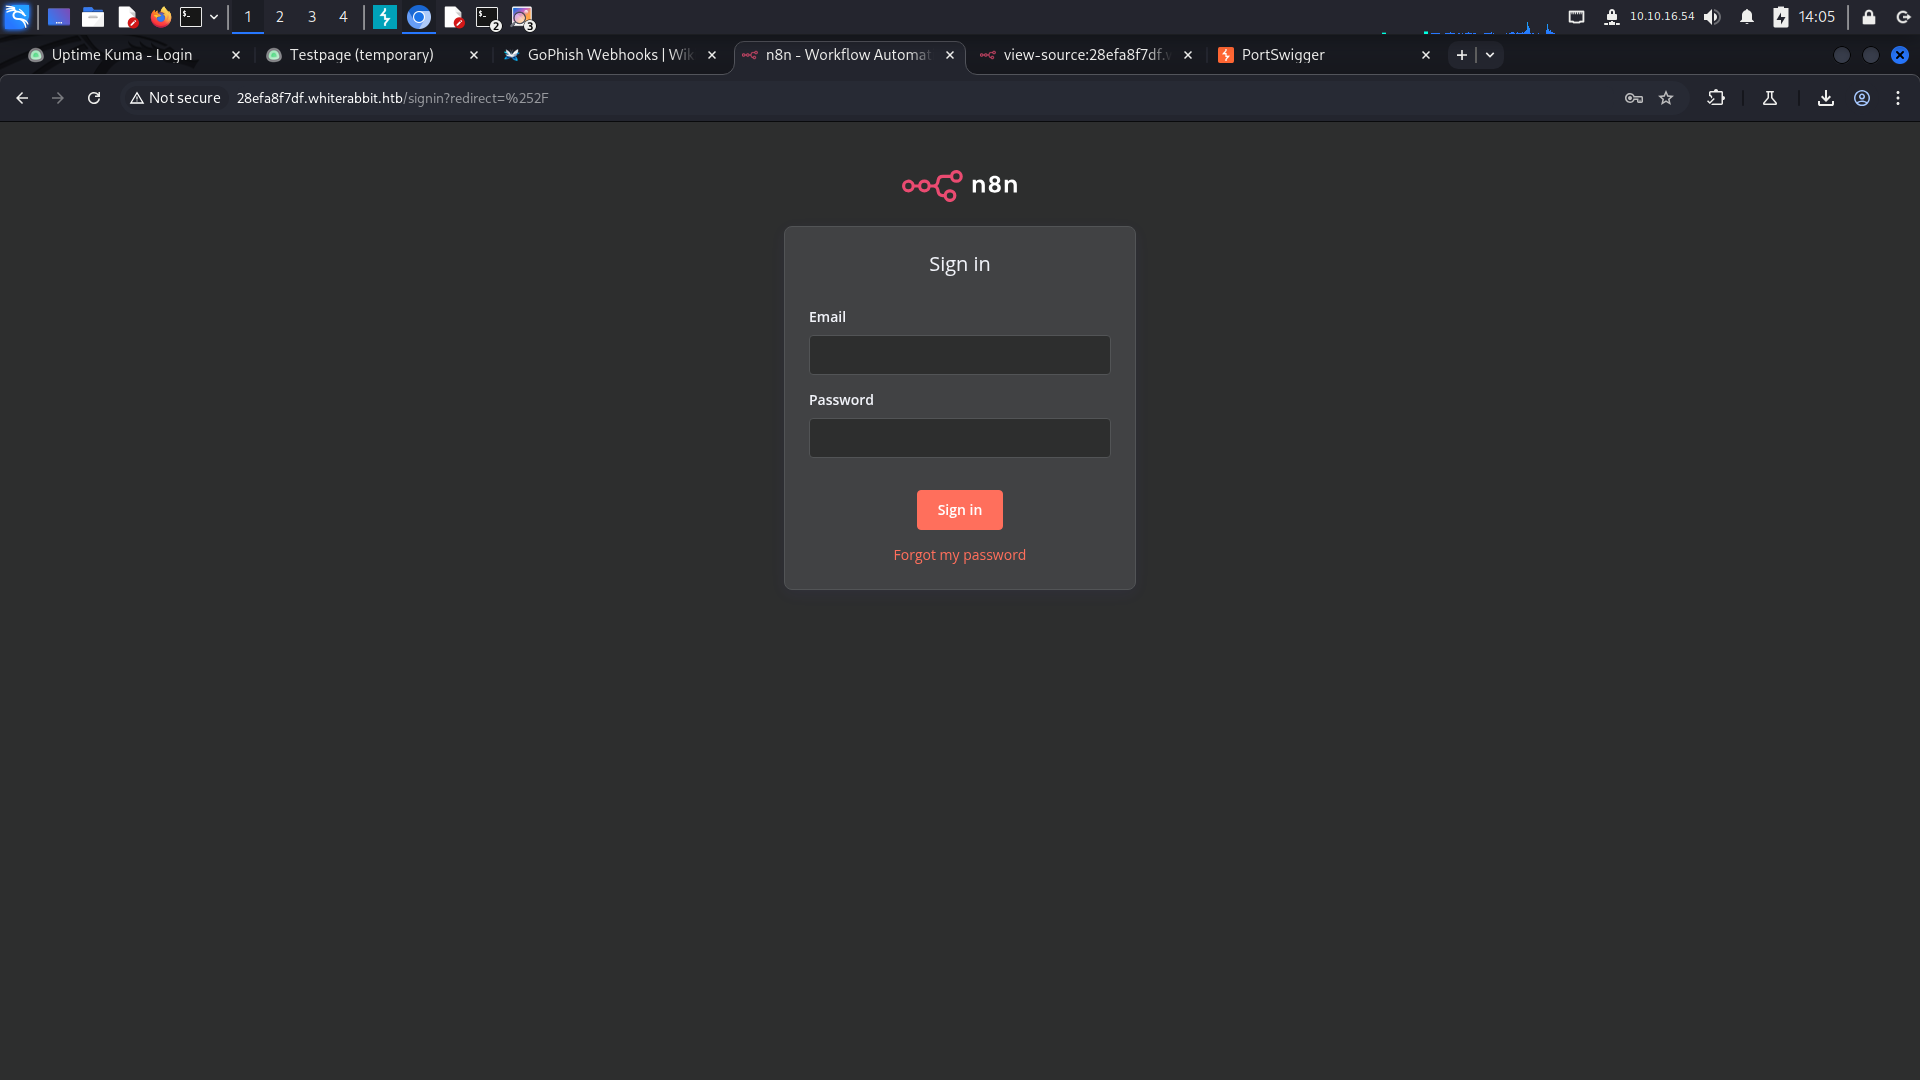 1 2 3 4 2 3 10.10.16.54 14:05
Uptime Kuma - Login Testpage (temporary) GoPhish Webhooks | Wik n8n - Workflow Automat view-source:28efa8f7df.w PortSwigger
Not secure 28efa8f7df.whiterabbit.htb/signin?redirect=%252F
n8n
Sign in
Email
Password
Sign in
Forgot my password